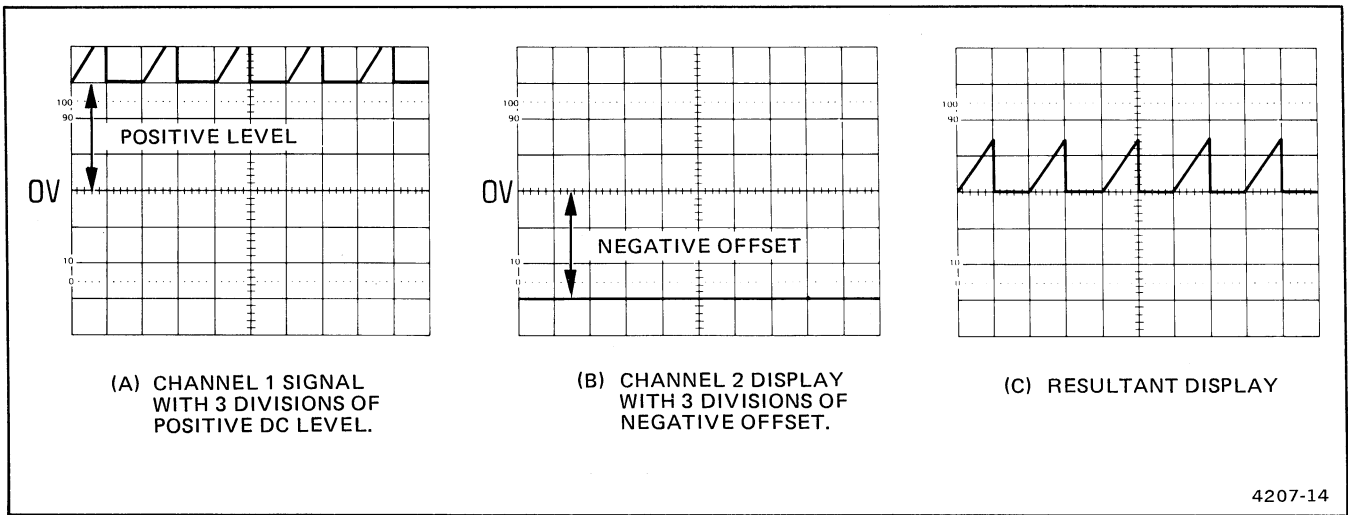 100
90
POSITIVE LEVEL
0V
10
0
(A) CHANNEL 1 SIGNAL
WITH 3 DIVISIONS OF
POSITIVE DC LEVEL.
100
90
0V
NEGATIVE OFFSET
10
0
(B) CHANNEL 2 DISPLAY
WITH 3 DIVISIONS OF
NEGATIVE OFFSET.
100
90
10
0
(C) RESULTANT DISPLAY
4207-14